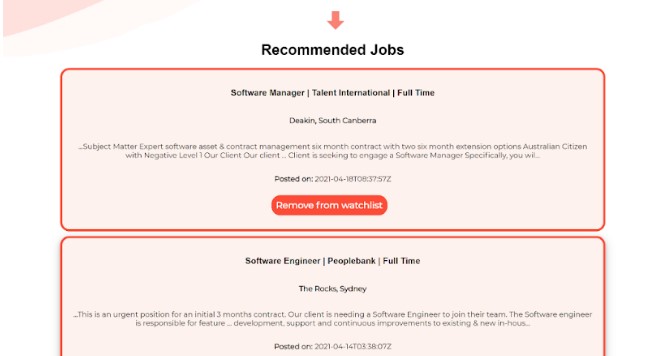 Recommended Jobs
Software Manager | Talent International | Full Time
Deakin, South Canberra
...Subject Matter Expert software asset & contract management six month contract with two six month extension options Australian Citizen
with Negative Level 1 Our Client Our client ... Client is seeking to engage a Software Manager Specifically, you wil...
Posted on: 2021-04-18T08:37:57Z
Remove from watchlist
Software Engineer | Peoplebank | Full Time
The Rocks, Sydney
...This is an urgent position for an initial 3 months contract. Our client is needing a Software Engineer to join their team. The Software engineer
is responsible for feature ... development, support and continuous improvements to existing & new in-hous...
Posted on: 2021-04-14T03:38:07Z